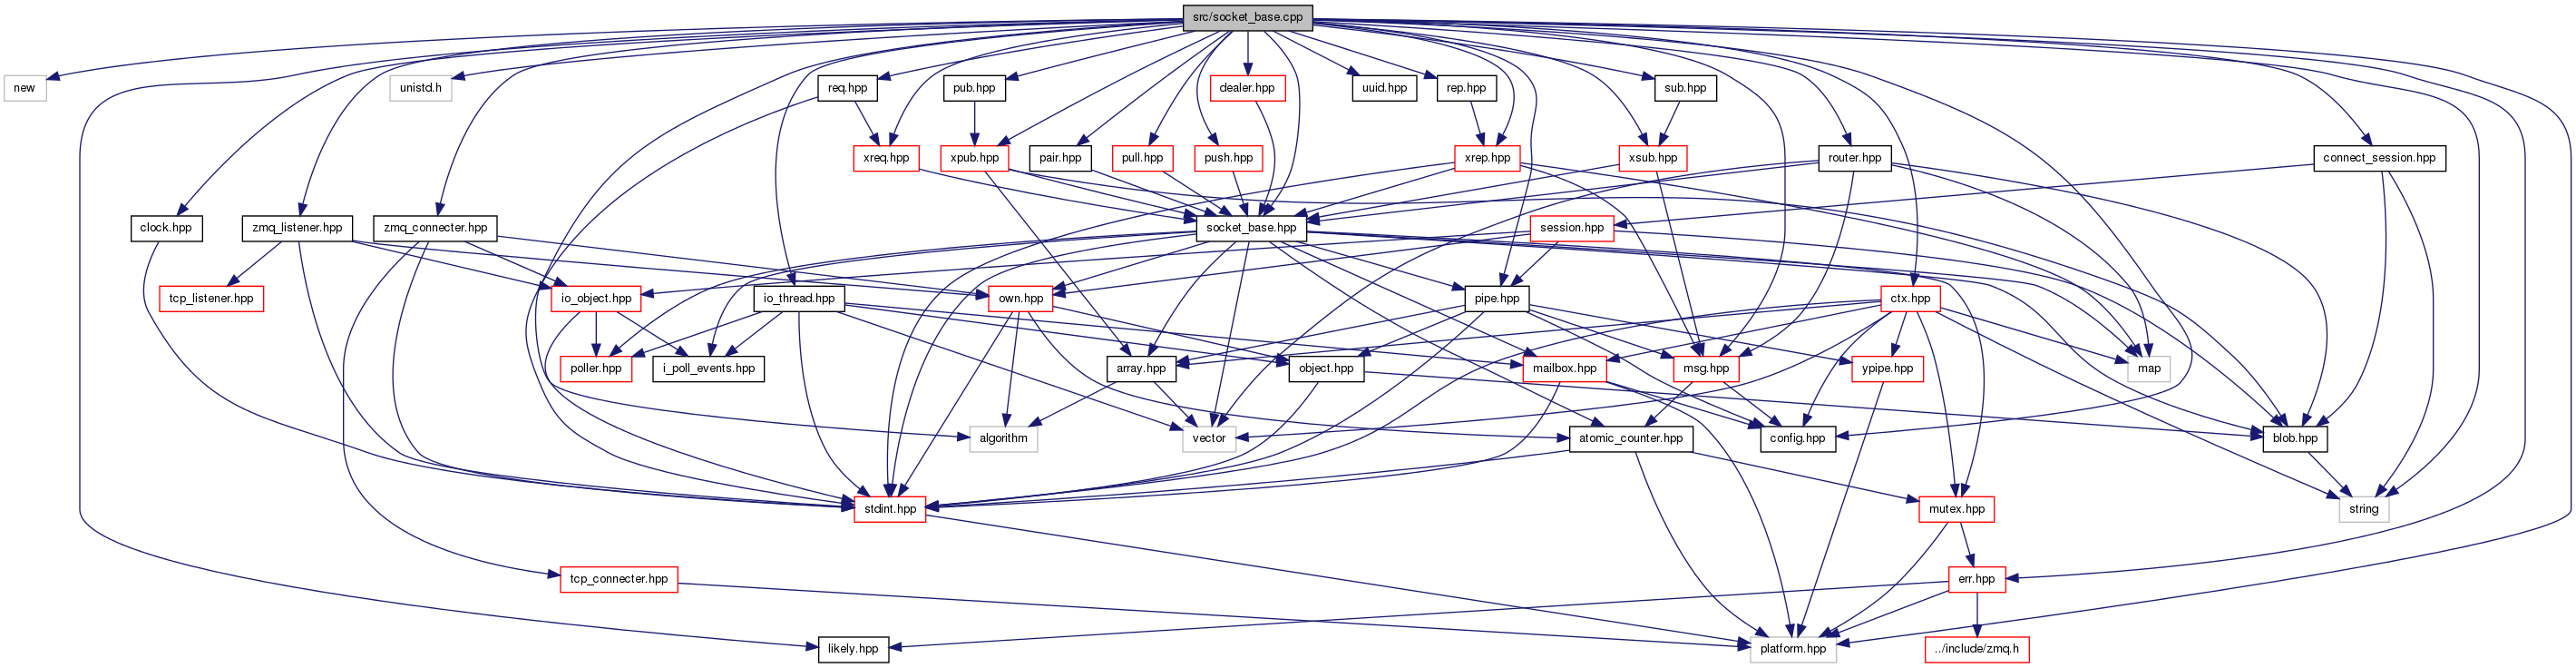 src/socket_base.cpp
new
unistd.h
req.hpp
pub.hpp
dealer.hpp
uuid.hpp
rep.hpp
sub.hpp
xreq.hpp
xpub.hpp
pair.hpp
pull.hpp
push.hpp
xrep.hpp
xsub.hpp
router.hpp
connect_session.hpp
clock.hpp
zmq_listener.hpp
zmq_connecter.hpp
socket_base.hpp
session.hpp
tcp_listener.hpp
io_object.hpp
io_thread.hpp
own.hpp
pipe.hpp
ctx.hpp
poller.hpp
i_poll_events.hpp
array.hpp
object.hpp
mailbox.hpp
msg.hpp
ypipe.hpp
map
algorithm
vector
atomic_counter.hpp
config.hpp
blob.hpp
stdint.hpp
mutex.hpp
string
tcp_connecter.hpp
err.hpp
likely.hpp
platform.hpp
../include/zmq.h